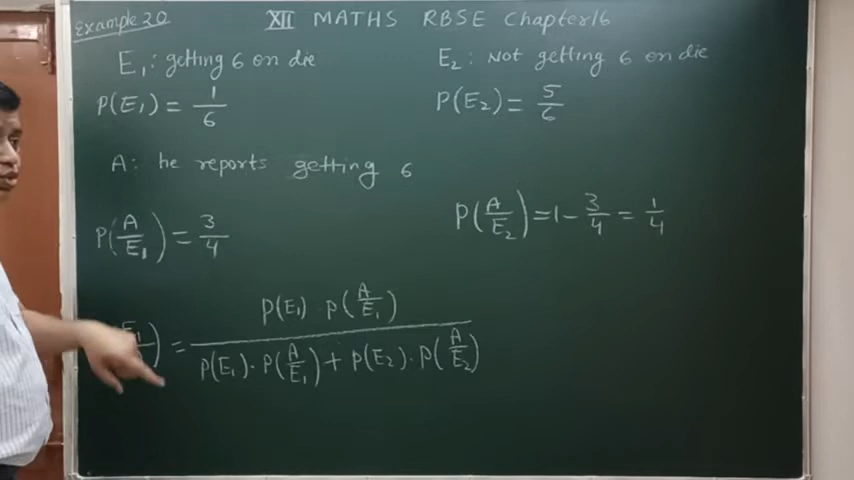 Example 20 XII MATHS RBSE Chapter 16
E₁: getting 6 on die E₂: Not getting 6 on die
P(E₁) = 1/6 P(E₂) = 5/6
A: he reports getting 6
P(A/E₁) = 3/4 P(A/E₂) = 1 - 3/4 = 1/4
E₁ ) = P(E₁) · P(A/E₁) / P(E₁) · P(A/E₁) + P(E₂) · P(A/E₂)